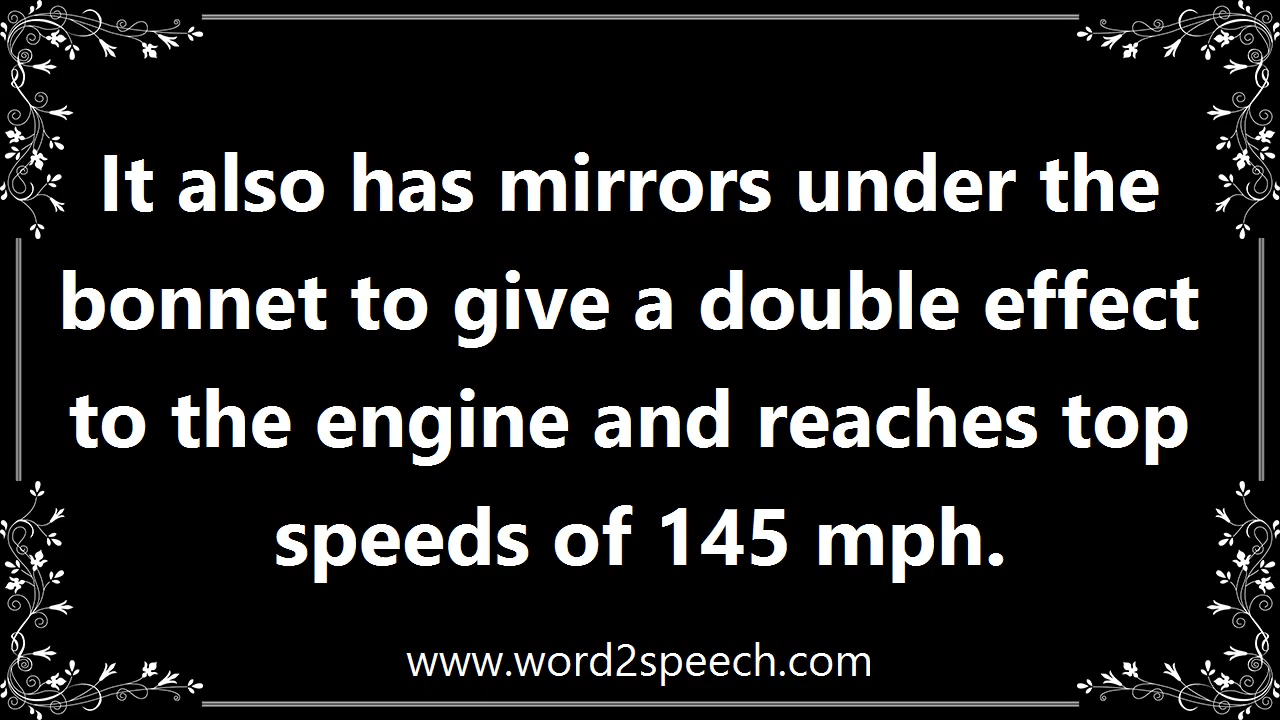 It also has mirrors under the
bonnet to give a double effect
to the engine and reaches top
speeds of 145 mph.
www.word2speech.com